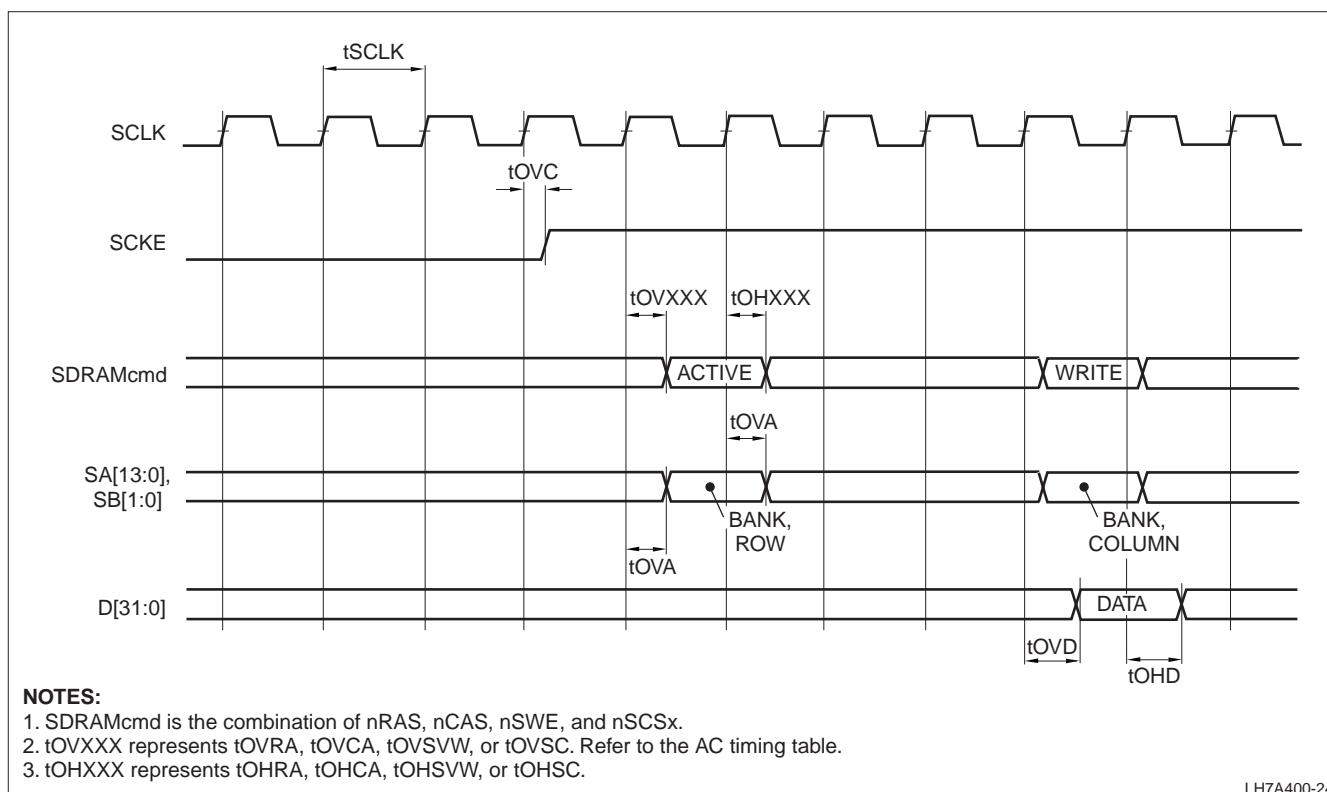 tSCLK
SCLK
tOVC
SCKE
tOVXXX
tOHXXX
SDRAMcmd
ACTIVE
WRITE
tOVA
SA[13:0],
SB[1:0]
BANK,
ROW
BANK,
COLUMN
tOVA
D[31:0]
DATA
tOVD
tOHD
NOTES:
1. SDRAMcmd is the combination of nRAS, nCAS, nSWE, and nSCSx.
2. tOVXXX represents tOVRA, tOVCA, tOVSVW, or tOVSC. Refer to the AC timing table.
3. tOHXXX represents tOHRA, tOHCA, tOHSVW, or tOHSC.